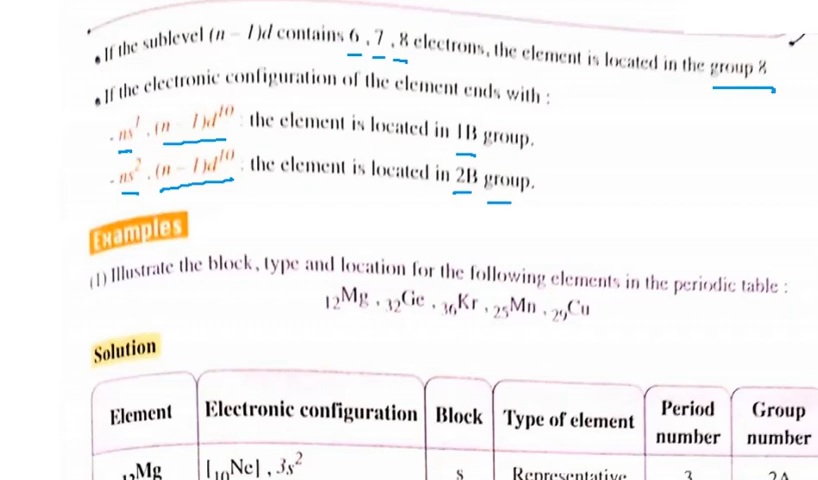 • If the sublevel (n – 1)d contains 6 , 7 , 8 electrons, the element is located in the group 8
• If the electronic configuration of the element ends with :
- ns¹ , (n – 1)d¹⁰ : the element is located in 1B group.
- ns² , (n – 1)d¹⁰ : the element is located in 2B group.
Examples
(1) Illustrate the block, type and location for the following elements in the periodic table :
₁₂Mg , ₃₂Ge , ₃₆Kr , ₂₅Mn , ₂₉Cu
Solution
Element Electronic configuration Block Type of element Period number Group number
₁₂Mg [₁₀Ne] , 3s² s Representative 3 2A